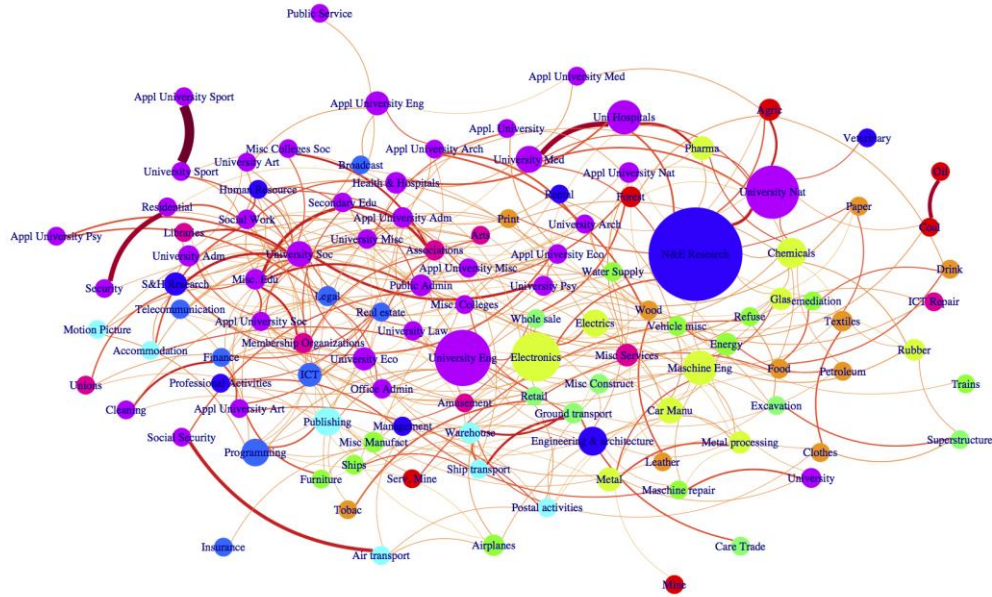 Public Service
Appl University Med
Appl University Sport
Appl University Eng
Agric
Uni Hospitals
Appl. University
Veterinary
Misc Colleges Soc
Appl University Arch
Pharma
University Art
Broadcast
University Med
University Sport
Appl University Nat
Oil
Human Resource
Health & Hospitals
University Nat
Forest
Secondary Edu
Residential
Paper
Social Work
Appl University Adm
Print
University Arch
Libraries
Coal
Appl University Psy
University Misc
Arts
Associations
University Adm
University Soc
N&E Research
Chemicals
Appl University Eco
Appl University Misc
Drink
Water Supply
S&H Research
Misc. Edu
Public Admin
University Psy
Security
Legal
Glas
emediation
ICT Repair
Misc. Colleges
Telecommunication
Real estate
Wood
Refuse
Appl University Soc
Whole sale
Electrics
Vehicle misc
Textiles
Motion Picture
University Law
Membership Organizations
Energy
Accommodation
Rubber
Finance
University Eco
University Eng
Electronics
Misc Services
Maschine Eng
Food
Petroleum
ICT
Unions
Professional Activities
Office Admin
Misc Construct
Trains
Retail
Amusement
Cleaning
Appl University Art
Excavation
Publishing
Ground transport
Car Manu
Management
Warehouse
Social Security
Misc Manufact
Engineering & architecture
Metal processing
Superstructure
Programming
Clothes
Ships
Leather
Ship transport
Furniture
Serv. Mine
Metal
University
Maschine repair
Tobac
Postal activities
Insurance
Airplanes
Care Trade
Air transport
Mine